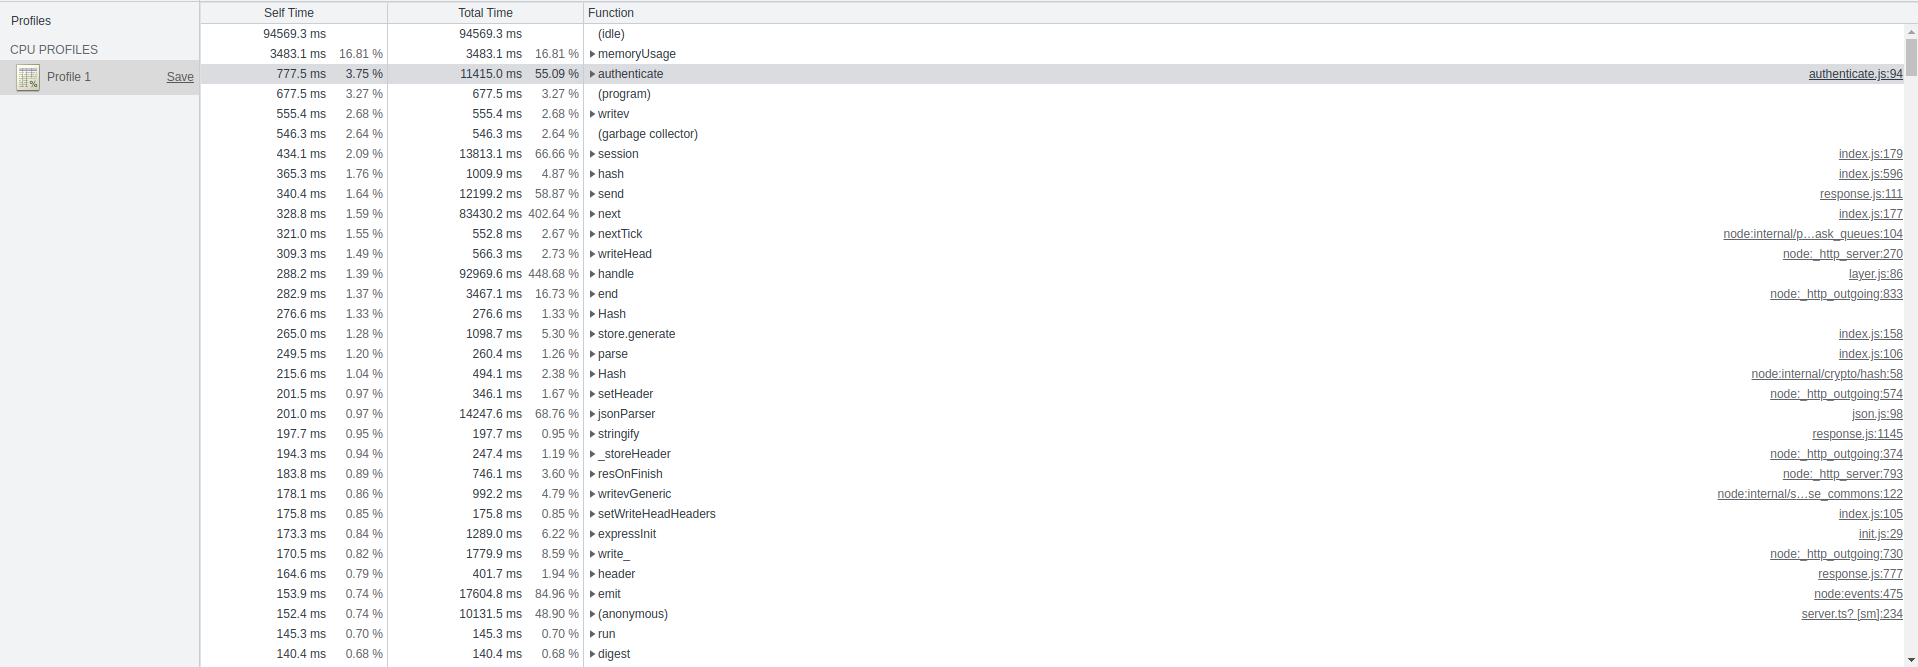 Profiles
CPU PROFILES
Profile 1 Save
Self Time Total Time Function
94569.3 ms 94569.3 ms (idle)
3483.1 ms 16.81 % 3483.1 ms 16.81 % memoryUsage
777.5 ms 3.75 % 11415.0 ms 55.09 % authenticate authenticate.js:94
677.5 ms 3.27 % 677.5 ms 3.27 % (program)
555.4 ms 2.68 % 555.4 ms 2.68 % writev
546.3 ms 2.64 % 546.3 ms 2.64 % (garbage collector)
434.1 ms 2.09 % 13813.1 ms 66.66 % session index.js:179
365.3 ms 1.76 % 1009.9 ms 4.87 % hash index.js:596
340.4 ms 1.64 % 12199.2 ms 58.87 % send response.js:111
328.8 ms 1.59 % 83430.2 ms 402.64 % next index.js:177
321.0 ms 1.55 % 552.8 ms 2.67 % nextTick node:internal/p…ask_queues:104
309.3 ms 1.49 % 566.3 ms 2.73 % writeHead node:_http_server:270
288.2 ms 1.39 % 92969.6 ms 448.68 % handle layer.js:86
282.9 ms 1.37 % 3467.1 ms 16.73 % end node:_http_outgoing:833
276.6 ms 1.33 % 276.6 ms 1.33 % Hash
265.0 ms 1.28 % 1098.7 ms 5.30 % store.generate index.js:158
249.5 ms 1.20 % 260.4 ms 1.26 % parse index.js:106
215.6 ms 1.04 % 494.1 ms 2.38 % Hash node:internal/crypto/hash:58
201.5 ms 0.97 % 346.1 ms 1.67 % setHeader node:_http_outgoing:574
201.0 ms 0.97 % 14247.6 ms 68.76 % jsonParser json.js:98
197.7 ms 0.95 % 197.7 ms 0.95 % stringify response.js:1145
194.3 ms 0.94 % 247.4 ms 1.19 % _storeHeader node:_http_outgoing:374
183.8 ms 0.89 % 746.1 ms 3.60 % resOnFinish node:_http_server:793
178.1 ms 0.86 % 992.2 ms 4.79 % writevGeneric node:internal/s…se_commons:122
175.8 ms 0.85 % 175.8 ms 0.85 % setWriteHeadHeaders index.js:105
173.3 ms 0.84 % 1289.0 ms 6.22 % expressInit init.js:29
170.5 ms 0.82 % 1779.9 ms 8.59 % write_ node:_http_outgoing:730
164.6 ms 0.79 % 401.7 ms 1.94 % header response.js:777
153.9 ms 0.74 % 17604.8 ms 84.96 % emit node:events:475
152.4 ms 0.74 % 10131.5 ms 48.90 % (anonymous) server.ts? [sm]:234
145.3 ms 0.70 % 145.3 ms 0.70 % run
140.4 ms 0.68 % 140.4 ms 0.68 % digest